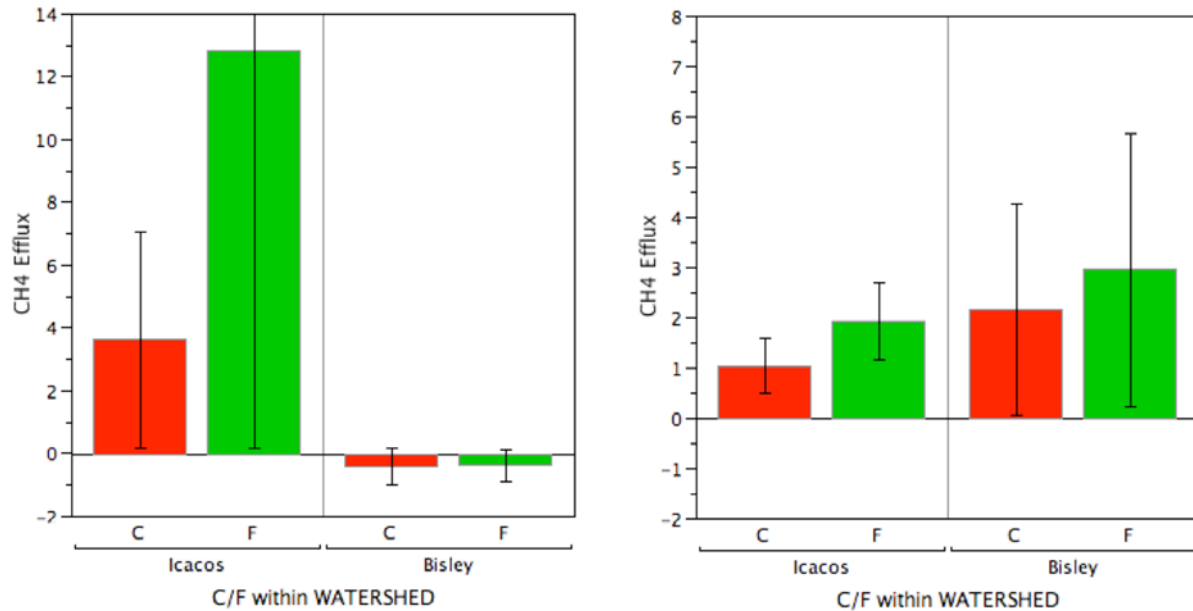 14
12
10
8
6
4
2
0
-2
CH4 Efflux
C F C F
Icacos Bisley
C/F within WATERSHED
8
7
6
5
4
3
2
1
0
-1
-2
CH4 Efflux
C F C F
Icacos Bisley
C/F within WATERSHED